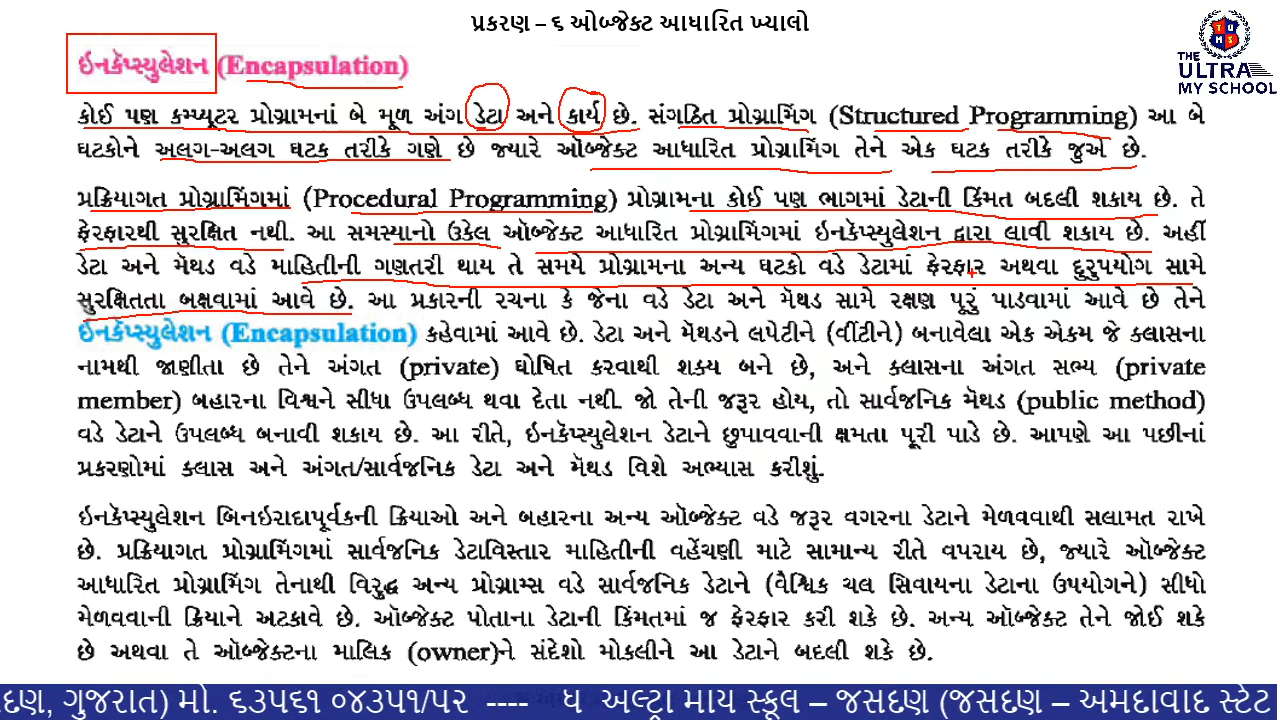 પ્રકરણ – ૬ ઓબ્જેક્ટ આધારિત ખ્યાલો
THE
ULTRA
MY SCHOOL
ઇનકૅપ્સ્યુલેશન (Encapsulation)
કોઈ પણ કમ્પ્યૂટર પ્રોગ્રામનાં બે મૂળ અંગ ડેટા અને કાર્ય છે. સંગઠિત પ્રોગ્રામિંગ (Structured Programming) આ બે
ઘટકોને અલગ-અલગ ઘટક તરીકે ગણે છે જ્યારે ઑબ્જેક્ટ આધારિત પ્રોગ્રામિંગ તેને એક ઘટક તરીકે જુએ છે.
પ્રક્રિયાગત પ્રોગ્રામિંગમાં (Procedural Programming) પ્રોગ્રામના કોઈ પણ ભાગમાં ડેટાની કિંમત બદલી શકાય છે. તે
ફેરફારથી સુરક્ષિત નથી. આ સમસ્યાનો ઉકેલ ઑબ્જેક્ટ આધારિત પ્રોગ્રામિંગમાં ઇનકૅપ્સ્યુલેશન દ્વારા લાવી શકાય છે. અહીં
ડેટા અને મૅથડ વડે માહિતીની ગણતરી થાય તે સમયે પ્રોગ્રામના અન્ય ઘટકો વડે ડેટામાં ફેરફાર અથવા દુરુપયોગ સામે
સુરક્ષિતતા બક્ષવામાં આવે છે. આ પ્રકારની રચના કે જેના વડે ડેટા અને મૅથડ સામે રક્ષણ પૂરું પાડવામાં આવે છે તેને
ઇનકૅપ્સ્યુલેશન (Encapsulation) કહેવામાં આવે છે. ડેટા અને મૅથડને લપેટીને (વીંટીને) બનાવેલા એક એકમ જે ક્લાસના
નામથી જાણીતા છે તેને અંગત (private) ઘોષિત કરવાથી શક્ય બને છે, અને ક્લાસના અંગત સભ્ય (private
member) બહારના વિશ્વને સીધા ઉપલબ્ધ થવા દેતા નથી. જો તેની જરૂર હોય, તો સાર્વજનિક મૅથડ (public method)
વડે ડેટાને ઉપલબ્ધ બનાવી શકાય છે. આ રીતે, ઇનકૅપ્સ્યુલેશન ડેટાને છુપાવવાની ક્ષમતા પૂરી પાડે છે. આપણે આ પછીનાં
પ્રકરણોમાં ક્લાસ અને અંગત/સાર્વજનિક ડેટા અને મૅથડ વિશે અભ્યાસ કરીશું.
ઇનકૅપ્સ્યુલેશન બિનઇરાદાપૂર્વકની ક્રિયાઓ અને બહારના અન્ય ઑબ્જેક્ટ વડે જરૂર વગરના ડેટાને મેળવવાથી સલામત રાખે
છે. પ્રક્રિયાગત પ્રોગ્રામિંગમાં સાર્વજનિક ડેટાવિસ્તાર માહિતીની વહેંચણી માટે સામાન્ય રીતે વપરાય છે, જ્યારે ઑબ્જેક્ટ
આધારિત પ્રોગ્રામિંગ તેનાથી વિરુદ્ધ અન્ય પ્રોગ્રામ્સ વડે સાર્વજનિક ડેટાને (વૈશ્વિક ચલ સિવાયના ડેટાના ઉપયોગને) સીધો
મેળવવાની ક્રિયાને અટકાવે છે. ઑબ્જેક્ટ પોતાના ડેટાની કિંમતમાં જ ફેરફાર કરી શકે છે. અન્ય ઑબ્જેક્ટ તેને જોઈ શકે
છે અથવા તે ઑબ્જેક્ટના માલિક (owner)ને સંદેશો મોકલીને આ ડેટાને બદલી શકે છે.
દણ, ગુજરાત) મો. ૬૩૫૬૧ ૦૪૩૫૧/૫૨ ---- ધ અલ્ટ્રા માય સ્કૂલ – જસદણ (જસદણ – અમદાવાદ સ્ટેટ